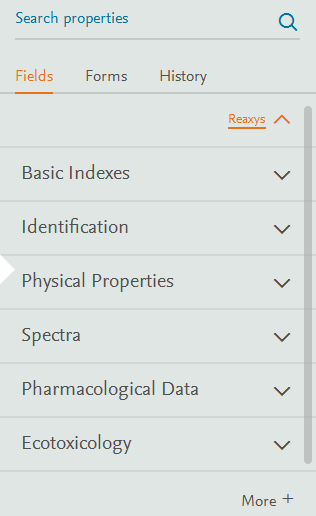 Search properties
Fields Forms History
Reaxys
Basic Indexes
Identification
Physical Properties
Spectra
Pharmacological Data
Ecotoxicology
More +